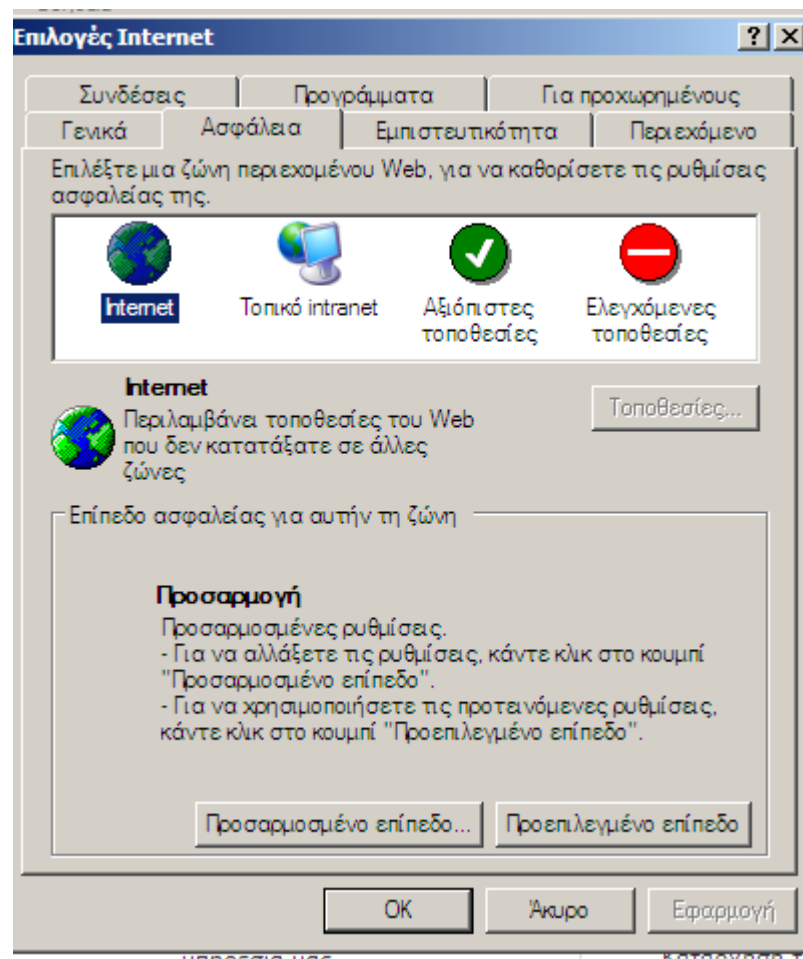 Επιλογές Internet
Συνδέσεις Προγράμματα Για προχωρημένους
Γενικά Ασφάλεια Εμπιστευτικότητα Περιεχόμενο
Επιλέξτε μια ζώνη περιεχομένου Web, για να καθορίσετε τις ρυθμίσεις
ασφαλείας της.
Internet Τοπικό intranet Αξιόπιστες τοποθεσίες Ελεγχόμενες τοποθεσίες
Internet
Περιλαμβάνει τοποθεσίες του Web
που δεν κατατάξατε σε άλλες
ζώνες
Τοποθεσίες...
Επίπεδο ασφαλείας για αυτήν τη ζώνη
Προσαρμογή
Προσαρμοσμένες ρυθμίσεις.
- Για να αλλάξετε τις ρυθμίσεις, κάντε κλικ στο κουμπί
"Προσαρμοσμένο επίπεδο".
- Για να χρησιμοποιήσετε τις προτεινόμενες ρυθμίσεις,
κάντε κλικ στο κουμπί "Προεπιλεγμένο επίπεδο".
Προσαρμοσμένο επίπεδο... Προεπιλεγμένο επίπεδο
OK Άκυρο Εφαρμογή